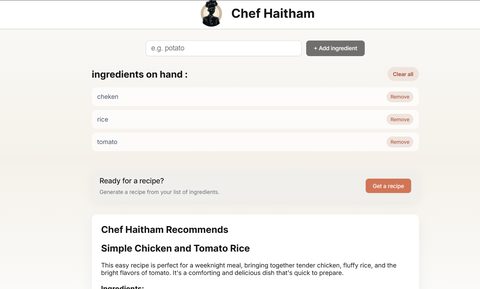 Chef Haitham
e.g. potato
+ Add ingredient
ingredients on hand :
Clear all
cheken
Remove
rice
Remove
tomato
Remove
Ready for a recipe?
Generate a recipe from your list of ingredients.
Get a recipe
Chef Haitham Recommends
Simple Chicken and Tomato Rice
This easy recipe is perfect for a weeknight meal, bringing together tender chicken, fluffy rice, and the
bright flavors of tomato. It's a comforting and delicious dish that's quick to prepare.
Ingredients: